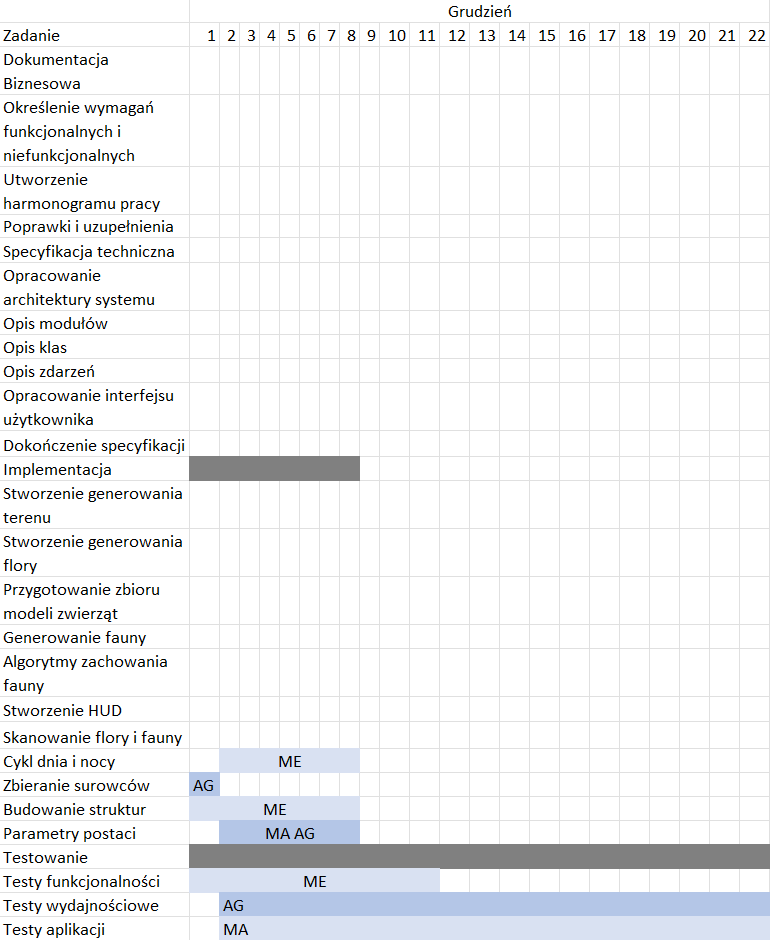 Grudzień
Zadanie 1 2 3 4 5 6 7 8 9 10 11 12 13 14 15 16 17 18 19 20 21 22
Dokumentacja
Biznesowa
Określenie wymagań
funkcjonalnych i
niefunkcjonalnych
Utworzenie
harmonogramu pracy
Poprawki i uzupełnienia
Specyfikacja techniczna
Opracowanie
architektury systemu
Opis modułów
Opis klas
Opis zdarzeń
Opracowanie interfejsu
użytkownika
Dokończenie specyfikacji
Implementacja
Stworzenie generowania
terenu
Stworzenie generowania
flory
Przygotowanie zbioru
modeli zwierząt
Generowanie fauny
Algorytmy zachowania
fauny
Stworzenie HUD
Skanowanie flory i fauny
Cykl dnia i nocy ME
Zbieranie surowców AG
Budowanie struktur ME
Parametry postaci MA AG
Testowanie
Testy funkcjonalności ME
Testy wydajnościowe AG
Testy aplikacji MA